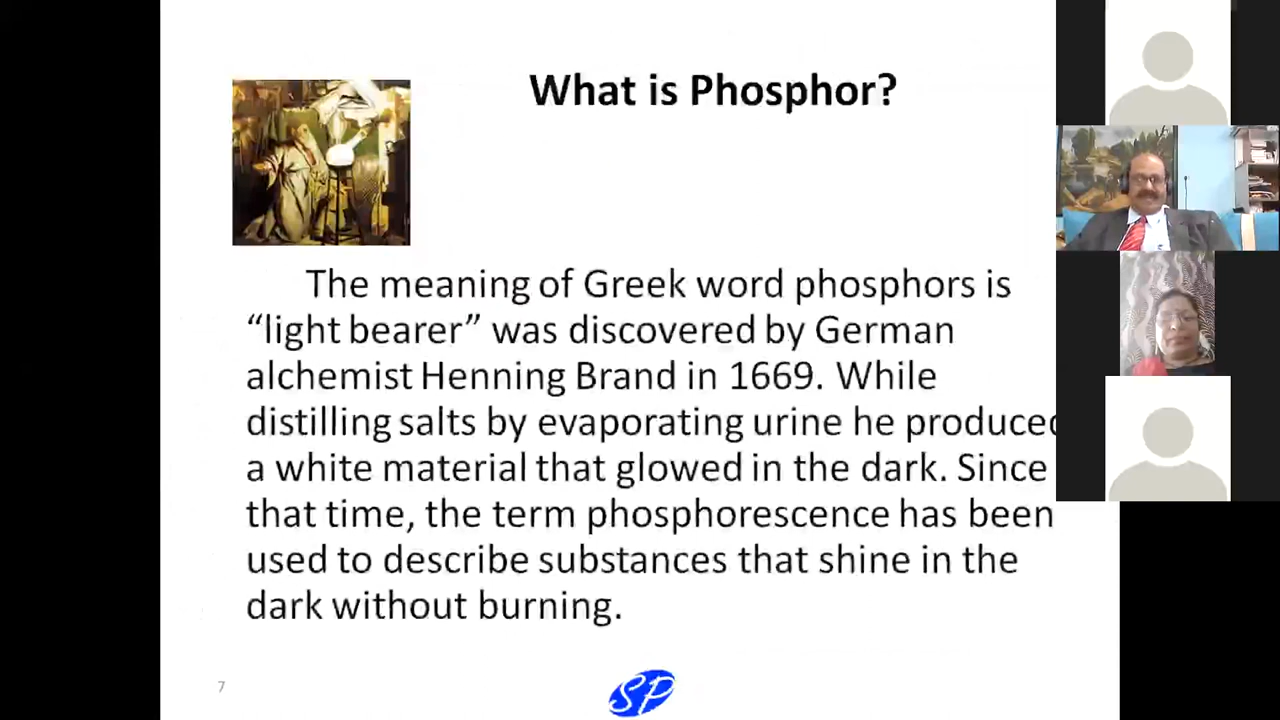 What is Phosphor?
The meaning of Greek word phosphors is
“light bearer” was discovered by German
alchemist Henning Brand in 1669. While
distilling salts by evaporating urine he produced
a white material that glowed in the dark. Since
that time, the term phosphorescence has been
used to describe substances that shine in the
dark without burning.
7
SP